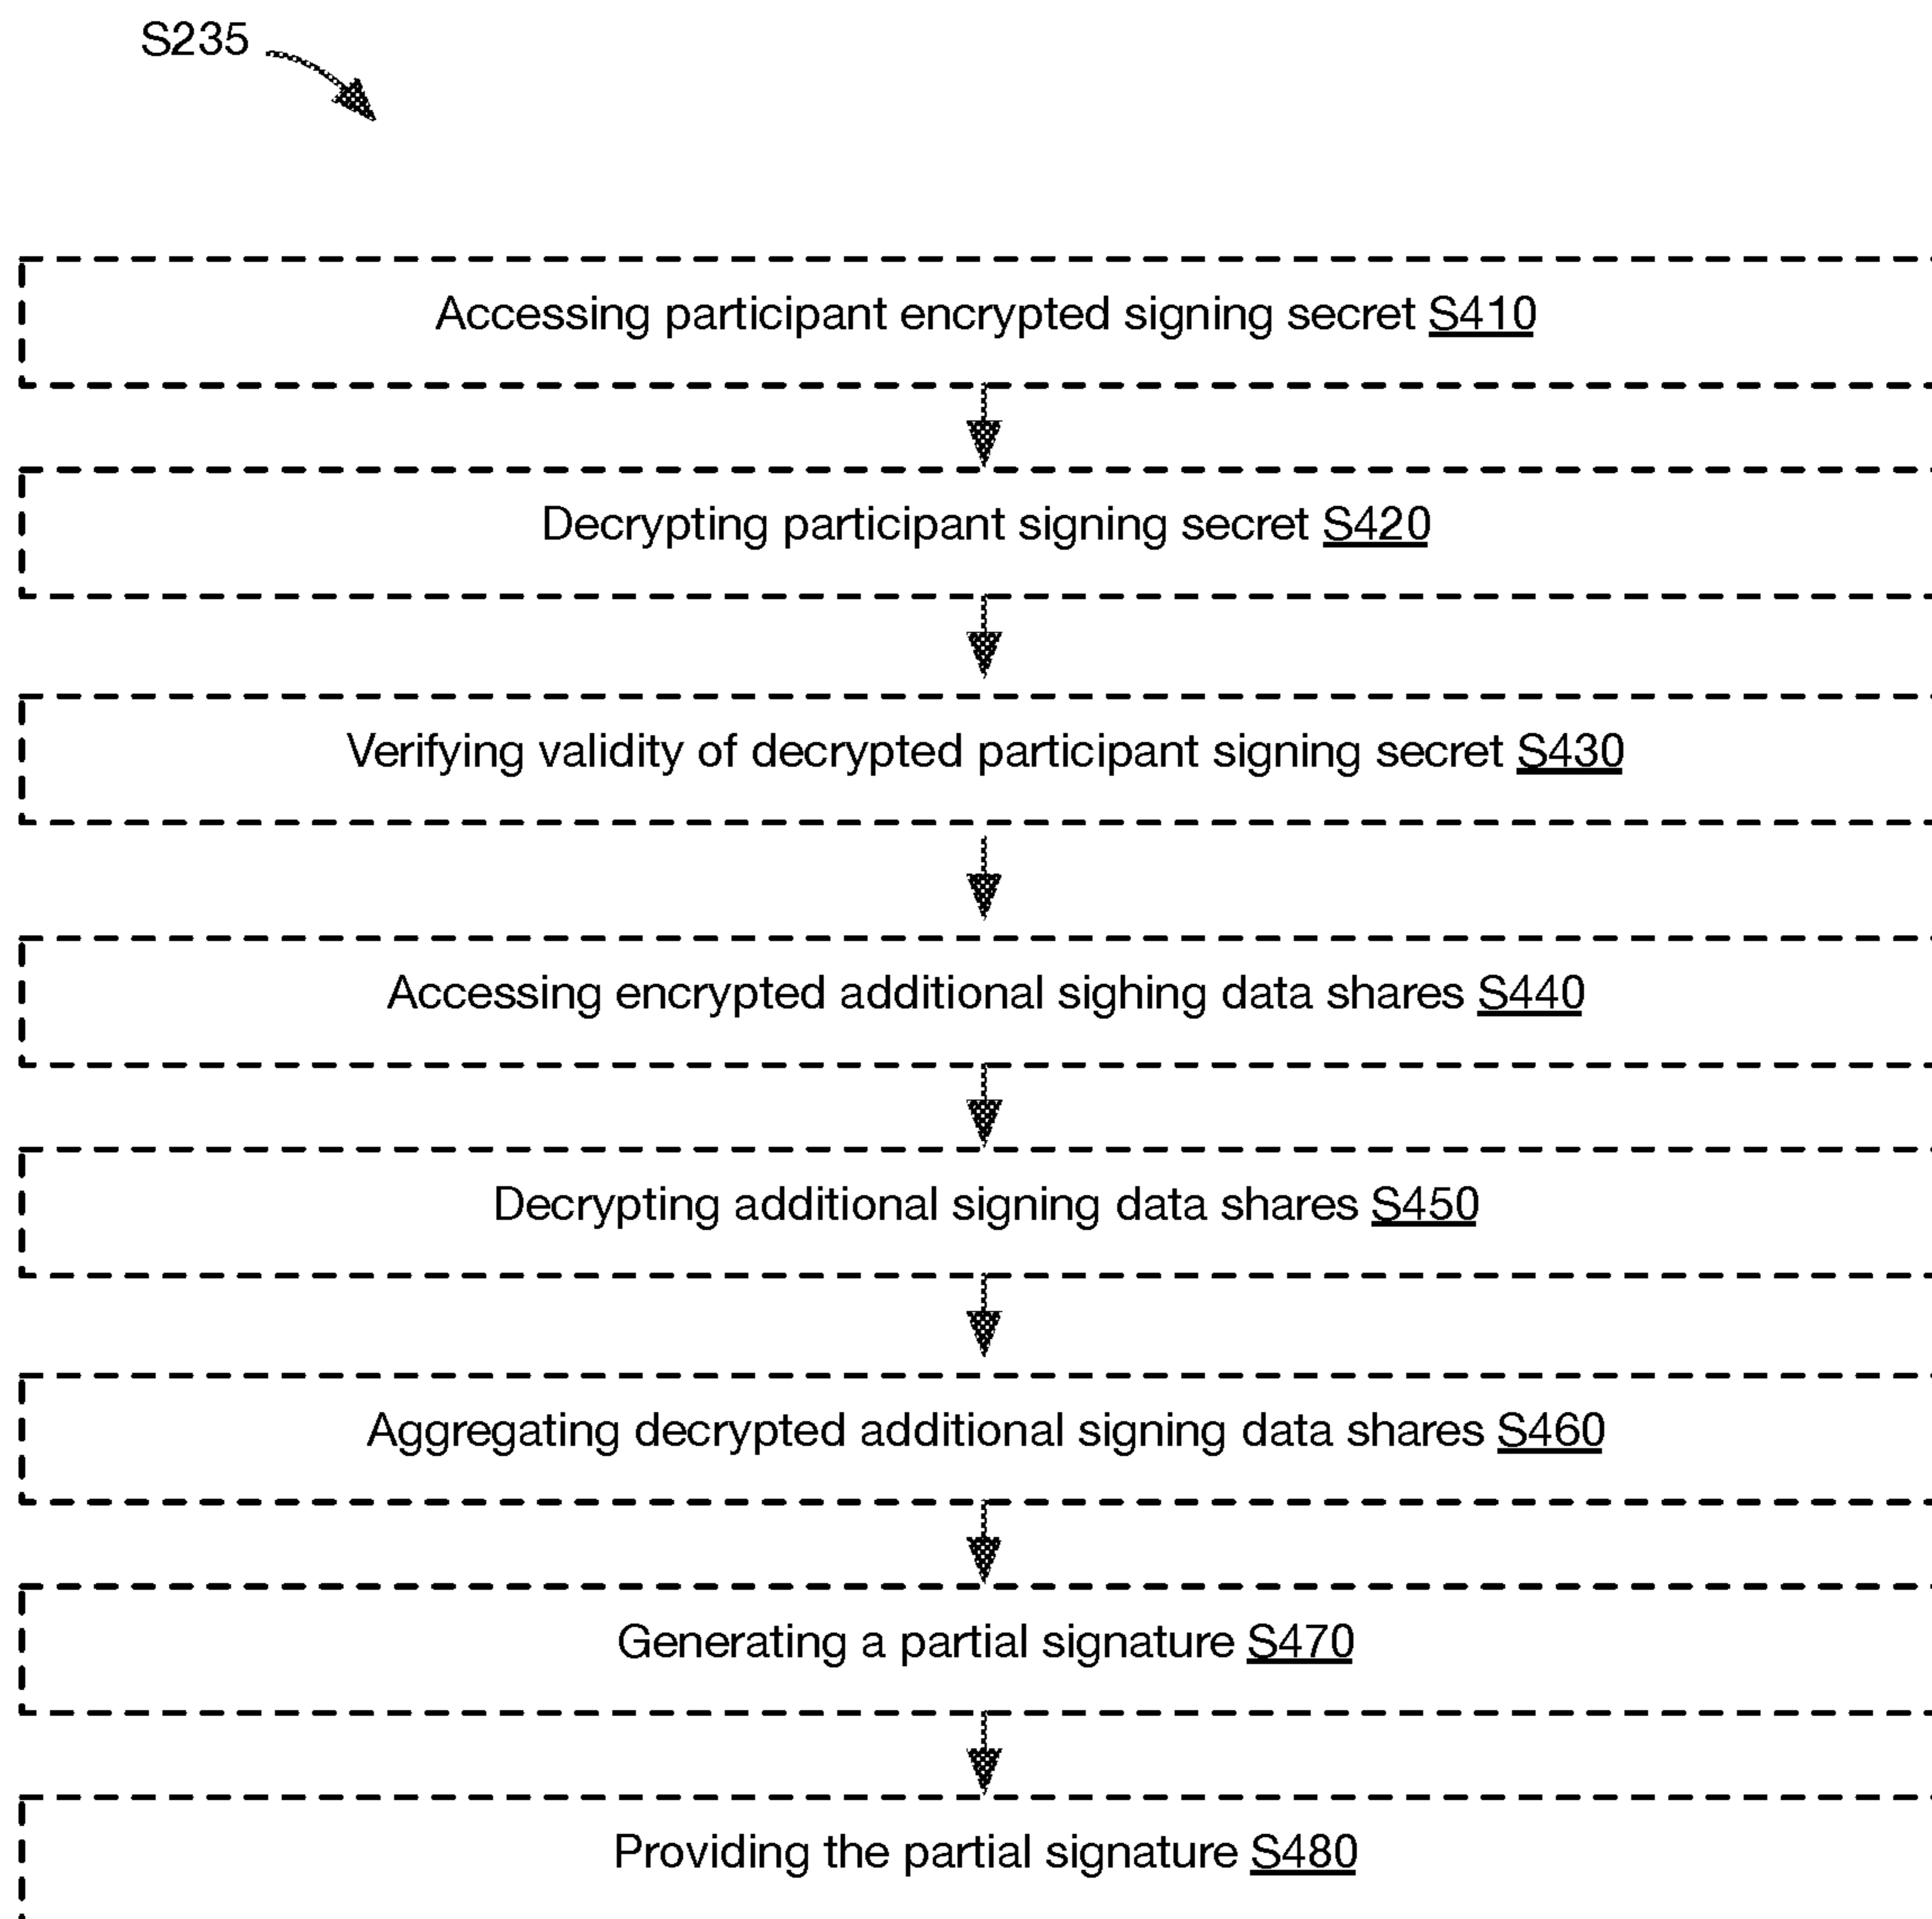 S235
Accessing participant encrypted signing secret S410
Decrypting participant signing secret S420
Verifying validity of decrypted participant signing secret S430
Accessing encrypted additional sighing data shares S440
Decrypting additional signing data shares S450
Aggregating decrypted additional signing data shares S460
Generating a partial signature S470
Providing the partial signature S480